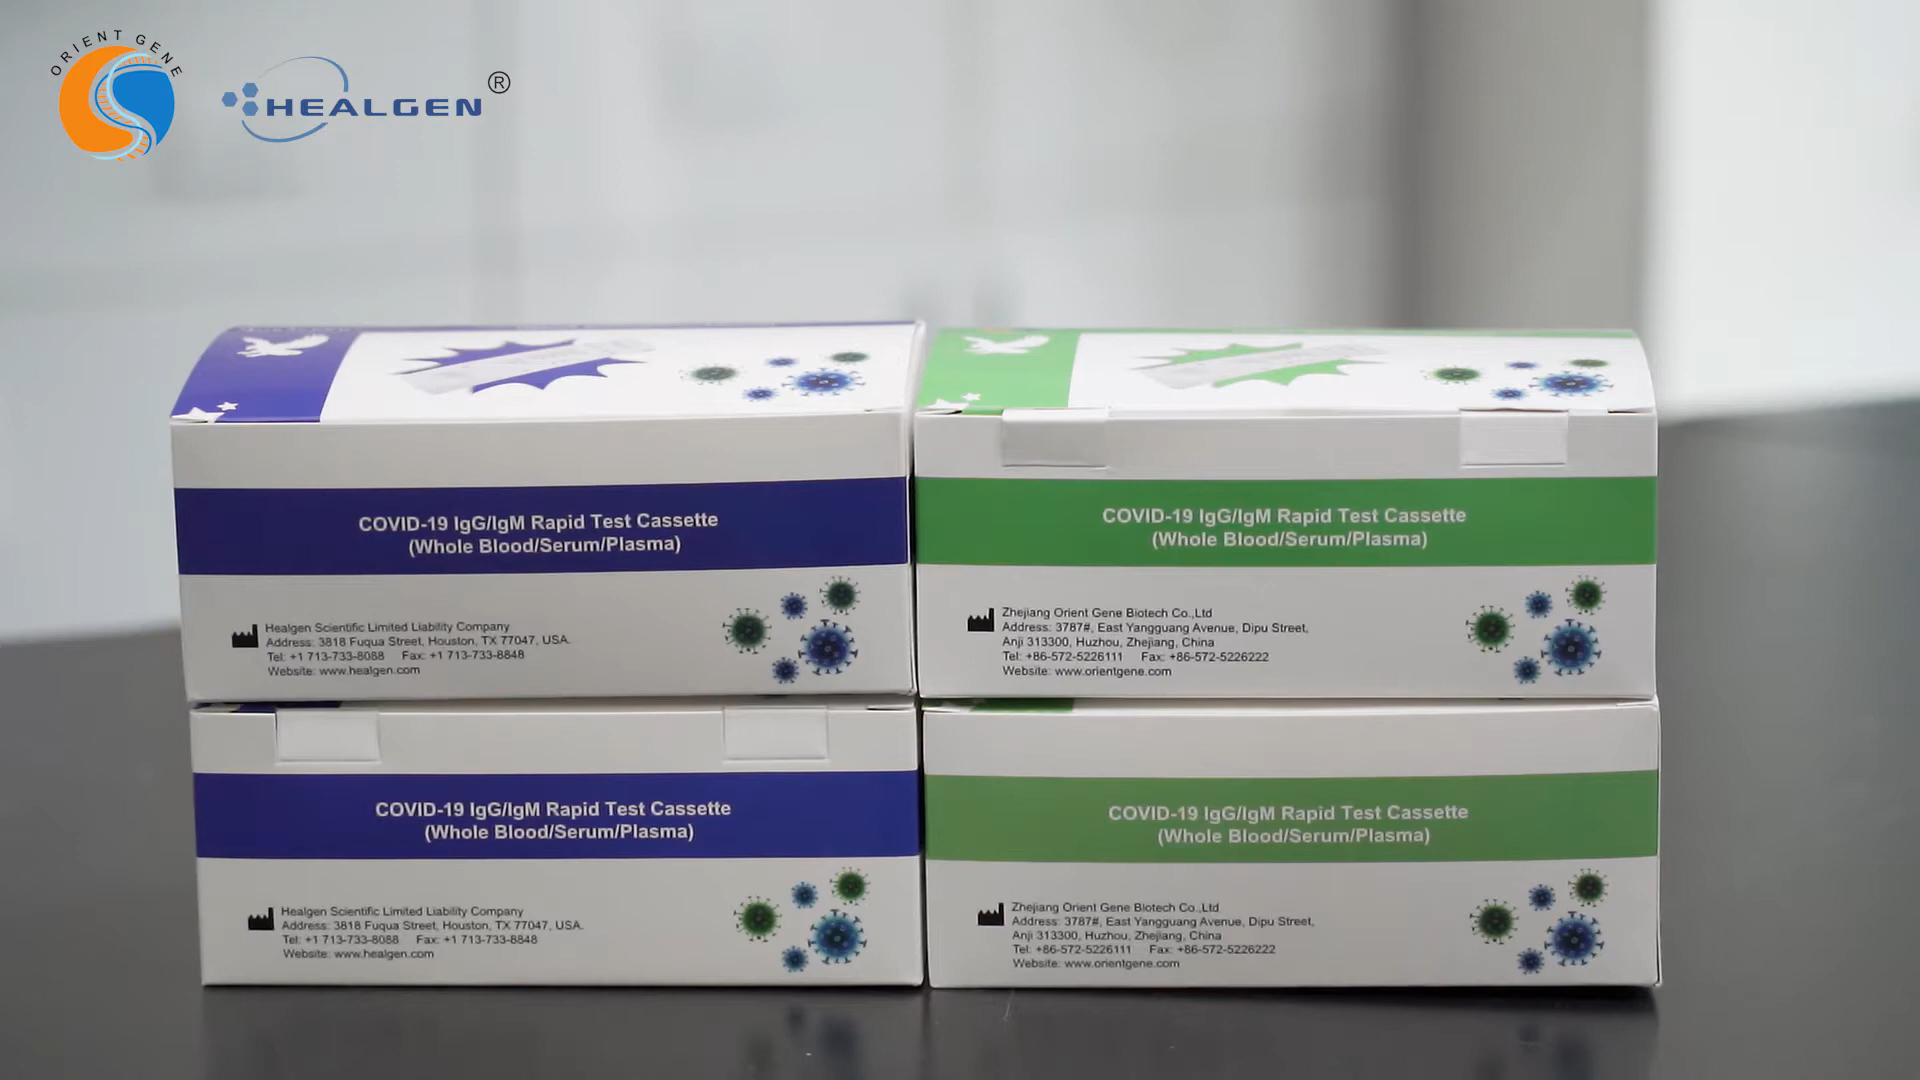 ORIENT GENE
HEALGEN®
COVID-19 IgG/IgM Rapid Test Cassette
(Whole Blood/Serum/Plasma)
Healgen Scientific Limited Liability Company
Address: 3818 Fuqua Street, Houston, TX 77047, USA.
Tel: +1 713-733-8088 Fax: +1 713-733-8848
Website: www.healgen.com
COVID-19 IgG/IgM Rapid Test Cassette
(Whole Blood/Serum/Plasma)
Zhejiang Orient Gene Biotech Co.,Ltd
Address: 3787#, East Yangguang Avenue, Dipu Street,
Anji 313300, Huzhou, Zhejiang, China
Tel: +86-572-5226111 Fax: +86-572-5226222
Website: www.orientgene.com
COVID-19 IgG/IgM Rapid Test Cassette
(Whole Blood/Serum/Plasma)
Healgen Scientific Limited Liability Company
Address: 3818 Fuqua Street, Houston, TX 77047, USA.
Tel: +1 713-733-8088 Fax: +1 713-733-8848
Website: www.healgen.com
COVID-19 IgG/IgM Rapid Test Cassette
(Whole Blood/Serum/Plasma)
Zhejiang Orient Gene Biotech Co.,Ltd
Address: 3787#, East Yangguang Avenue, Dipu Street,
Anji 313300, Huzhou, Zhejiang, China
Tel: +86-572-5226111 Fax: +86-572-5226222
Website: www.orientgene.com